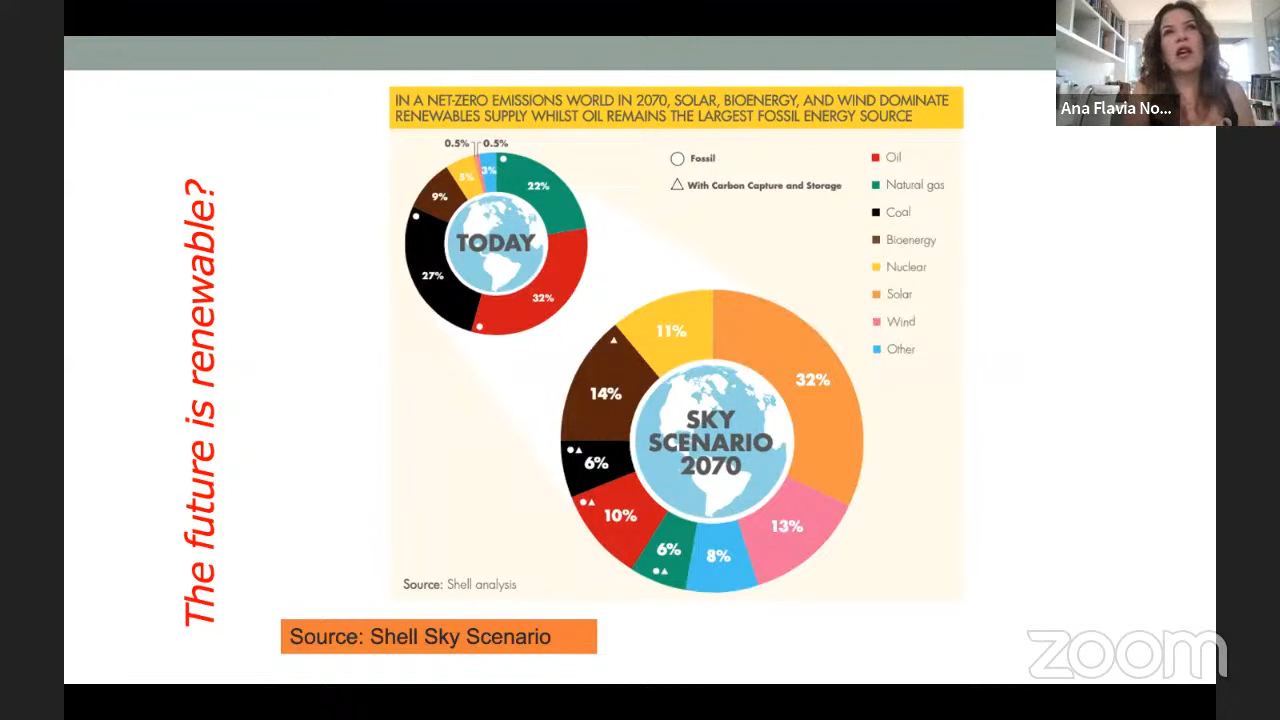 Ana Flavia No...
The future is renewable?
IN A NET-ZERO EMISSIONS WORLD IN 2070, SOLAR, BIOENERGY, AND WIND DOMINATE
RENEWABLES SUPPLY WHILST OIL REMAINS THE LARGEST FOSSIL ENERGY SOURCE
0.5%
0.5%
5%
3%
22%
9%
27%
32%
TODAY
Fossil
With Carbon Capture and Storage
Oil
Natural gas
Coal
Bioenergy
Nuclear
Solar
Wind
Other
11%
32%
14%
6%
10%
6%
8%
13%
SKY
SCENARIO
2070
Source: Shell analysis
Source: Shell Sky Scenario
zoom